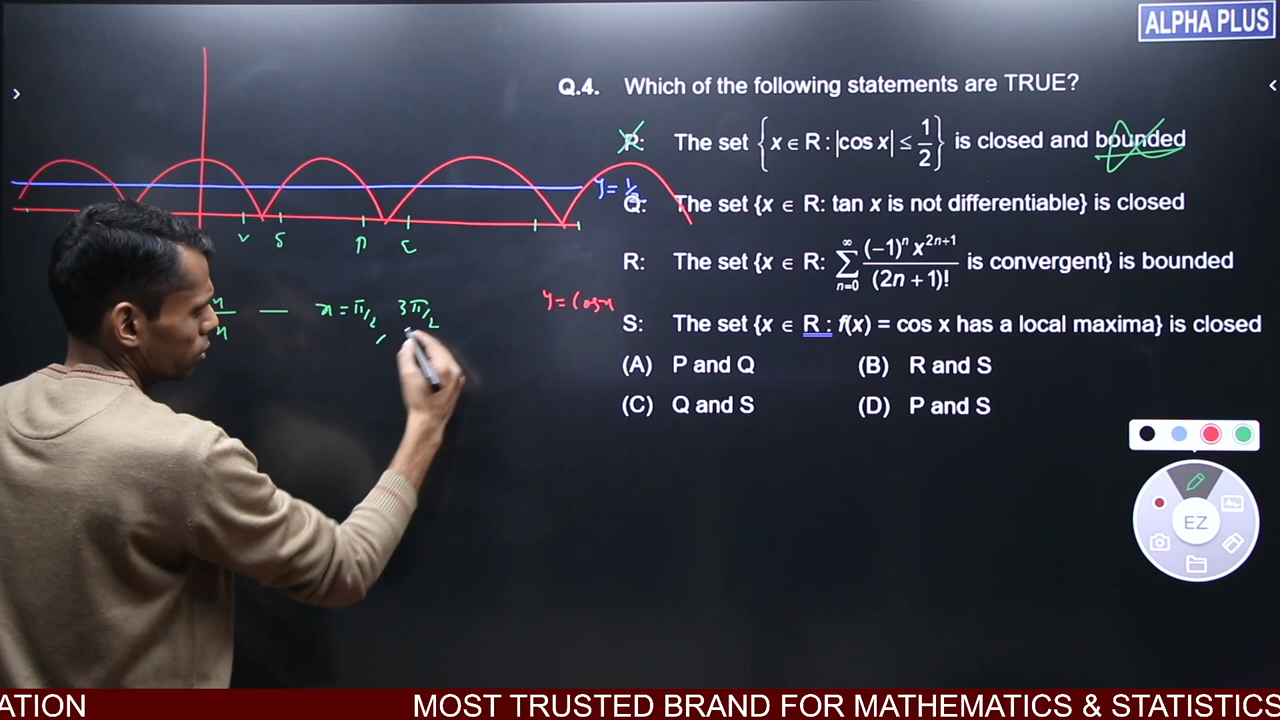 ALPHA PLUS
Q.4. Which of the following statements are TRUE?
P: The set {x ∈ R : |cos x| ≤ 1/2} is closed and bounded
y = 1/2
Q: The set {x ∈ R: tan x is not differentiable} is closed
R: The set {x ∈ R: ∑_{n=0}^{∞} (-1)^n x^{2n+1} / (2n + 1)! is convergent} is bounded
y = Cos x
x = π/2, 3π/2
S: The set {x ∈ R : f(x) = cos x has a local maxima} is closed
(A) P and Q (B) R and S
(C) Q and S (D) P and S
EZ
ATION MOST TRUSTED BRAND FOR MATHEMATICS & STATISTICS